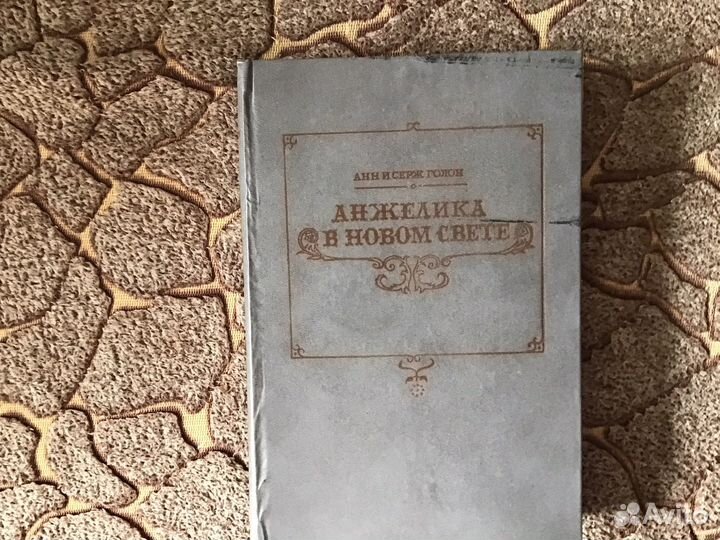 АНН И СЕРЖ ГОЛОН
АНЖЕЛИКА
В НОВОМ СВЕТЕ
Avito